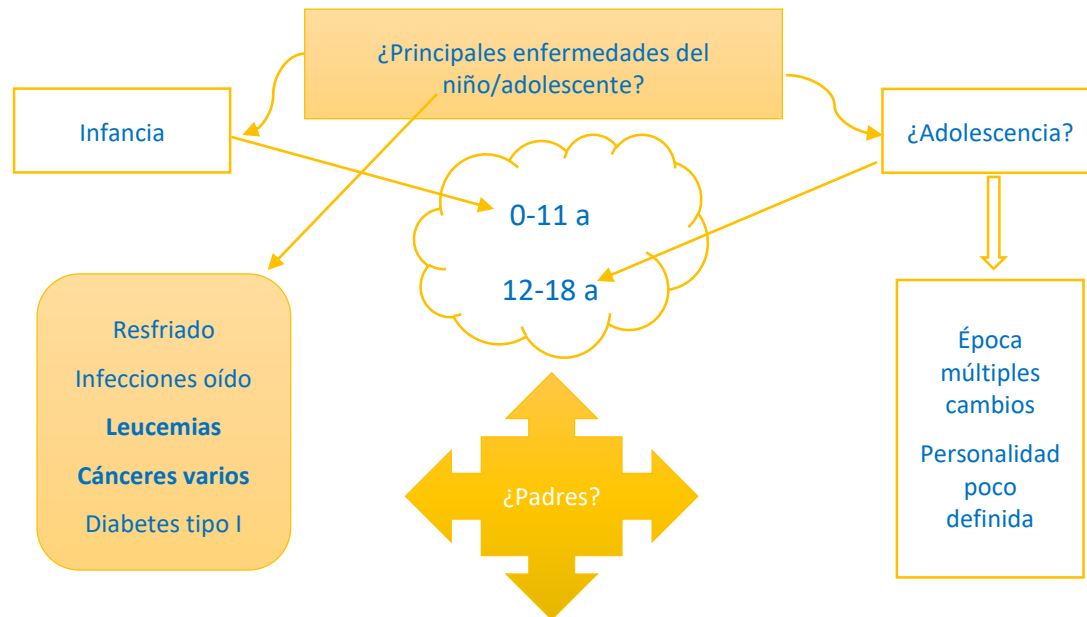 ¿Principales enfermedades del
niño/adolescente?
Infancia
¿Adolescencia?
0-11 a
12-18 a
Resfriado
Infecciones oído
Leucemias
Cánceres varios
Diabetes tipo I
¿Padres?
Época
múltiples
cambios
Personalidad
poco
definida